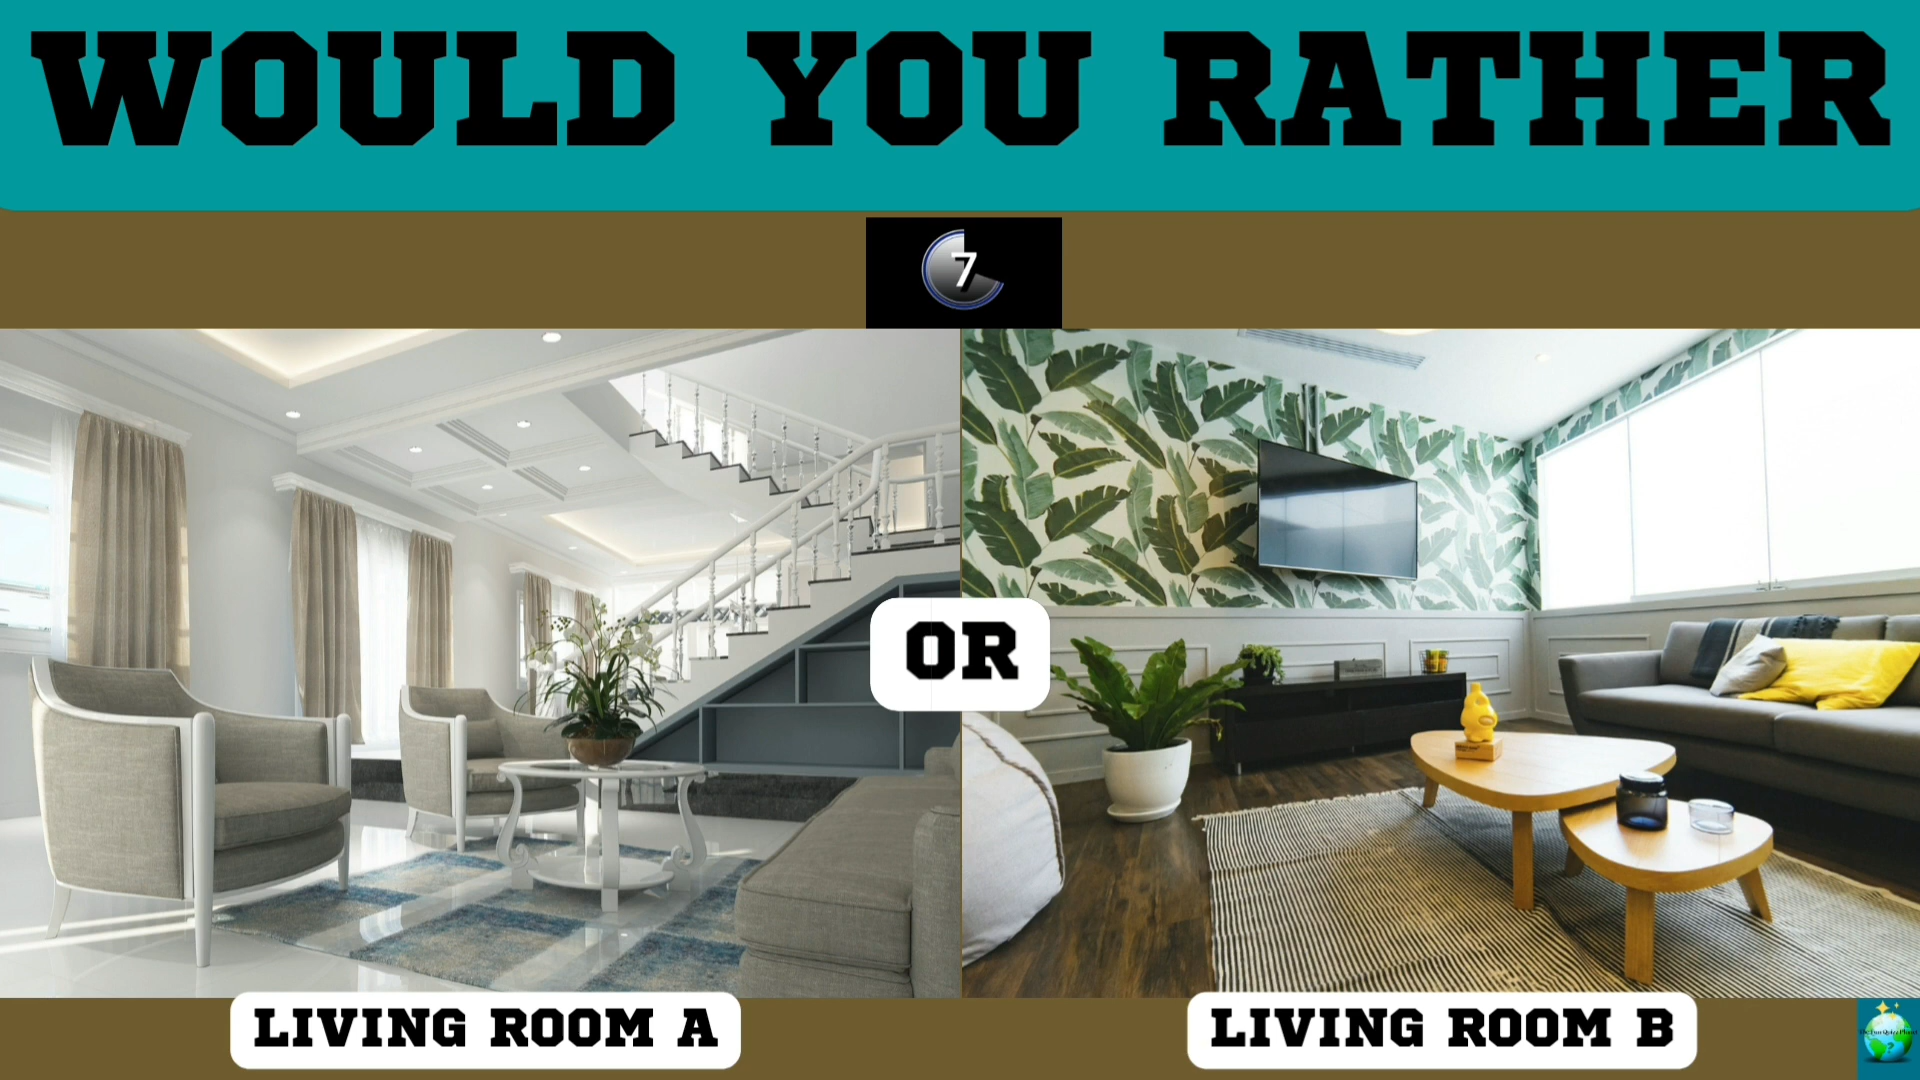 WOULD YOU RATHER
7
OR
LIVING ROOM A
LIVING ROOM B